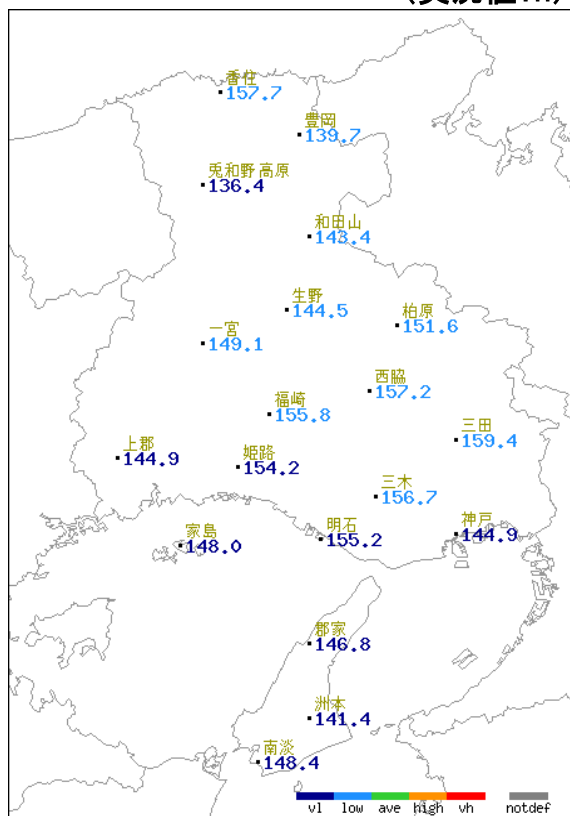 香住
157.7
豊岡
139.7
兎和野高原
136.4
和田山
143.4
生野
144.5
柏原
151.6
一宮
149.1
西脇
157.2
福崎
155.8
三田
159.4
上郡
144.9
姫路
154.2
三木
156.7
家島
148.0
明石
155.2
神戸
144.9
郡家
146.8
洲本
141.4
南淡
148.4
vl low ave high vh notdef